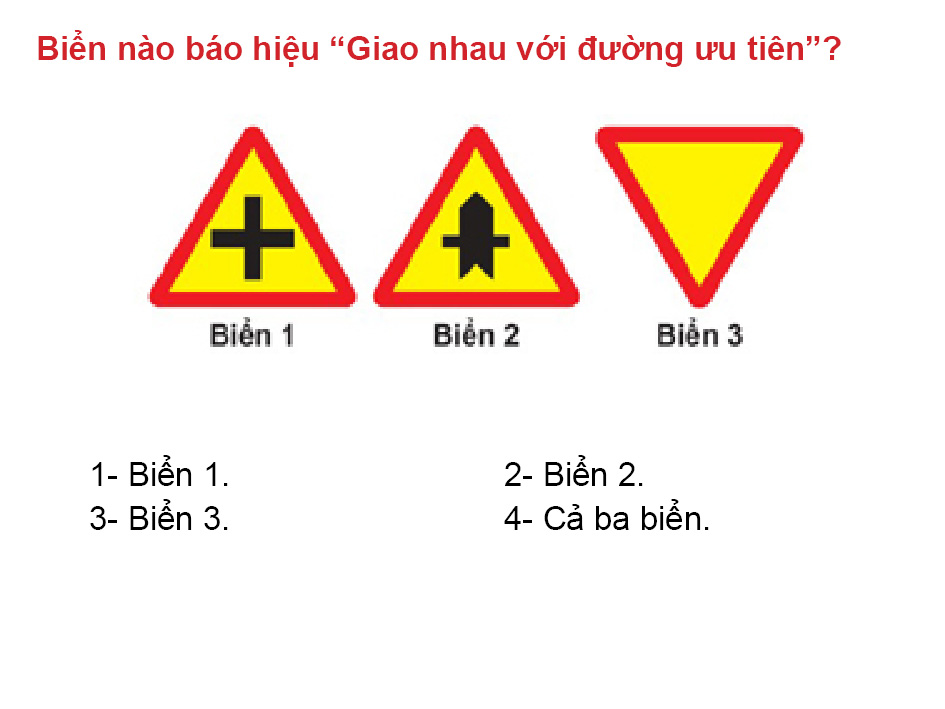 Biển nào báo hiệu “Giao nhau với đường ưu tiên”?
Biển 1 Biển 2 Biển 3
1- Biển 1. 2- Biển 2.
3- Biển 3. 4- Cả ba biển.